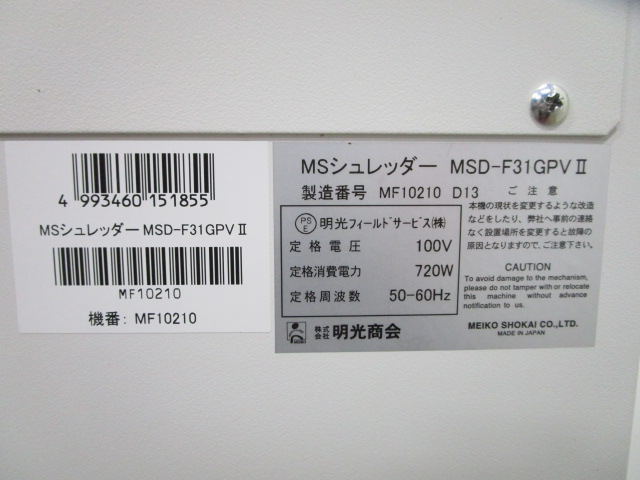 4 993460 151855
MSシュレッダー MSD-F31GPVⅡ
MF10210
機番: MF10210
MSシュレッダー MSD-F31GPVⅡ
製造番号 MF10210 D13
PSE 明光フィールドサービス(株)
定格電圧 100V
定格消費電力 720W
定格周波数 50-60Hz
株式会社 明光商会
ご注意
本機の現状を変更するような改造
などをしたり、弊社へ事前の連絡
なく設置場所を変更すると故障の
原因となりますので、ご注意下さい。
CAUTION
To avoid damage to the mechanism,
please do not tamper with or relocate
this machine without advance
notification to us.
MEIKO SHOKAI CO.,LTD.
MADE IN JAPAN